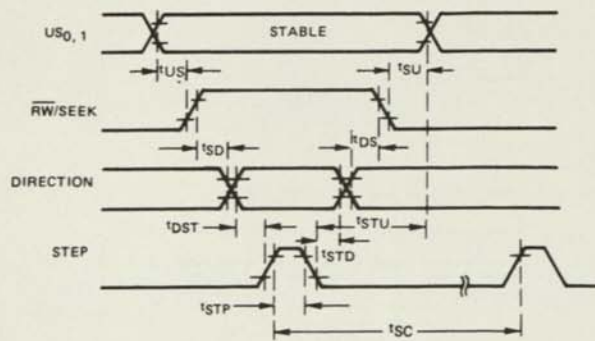 US0, 1
STABLE
tUS
tSU
RW/SEEK
tSD
tDS
DIRECTION
tDST
tSTU
STEP
tSTD
tSTP
tSC